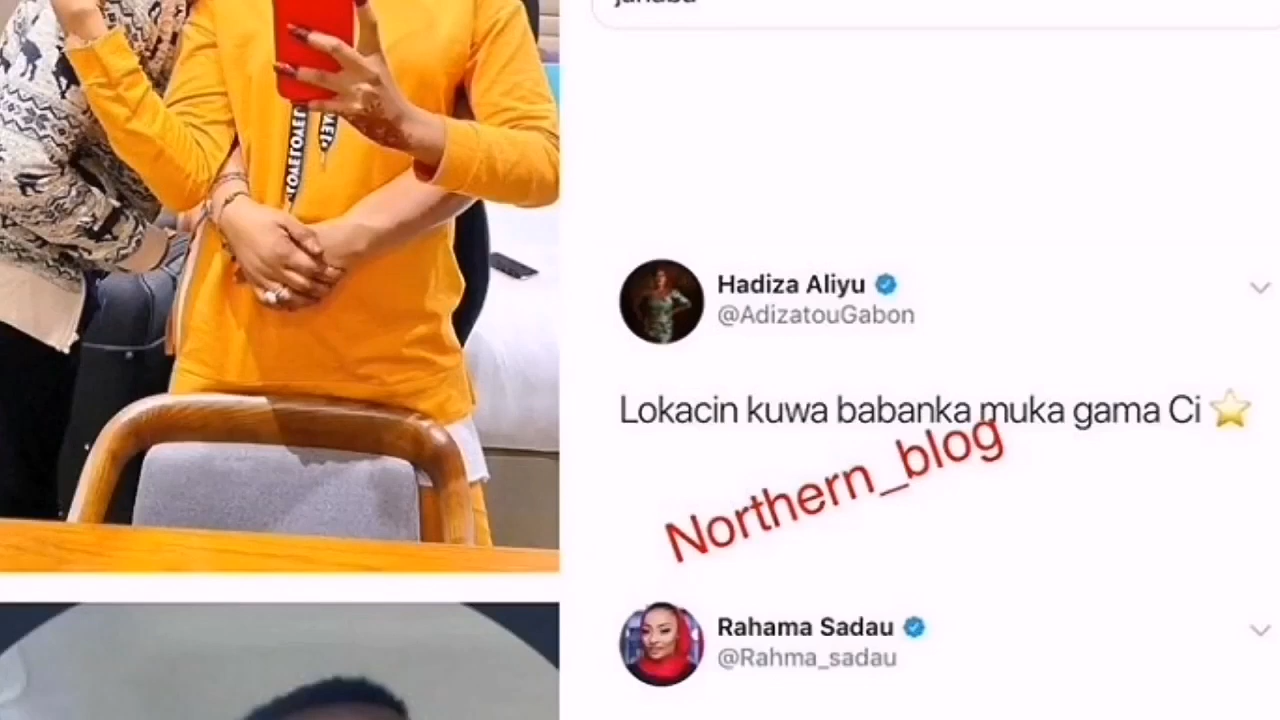 Hadiza Aliyu
@AdizatouGabon
Lokacin kuwa babanka muka gama Ci ⭐
Northern_blog
Rahama Sadau
@Rahma_sadau